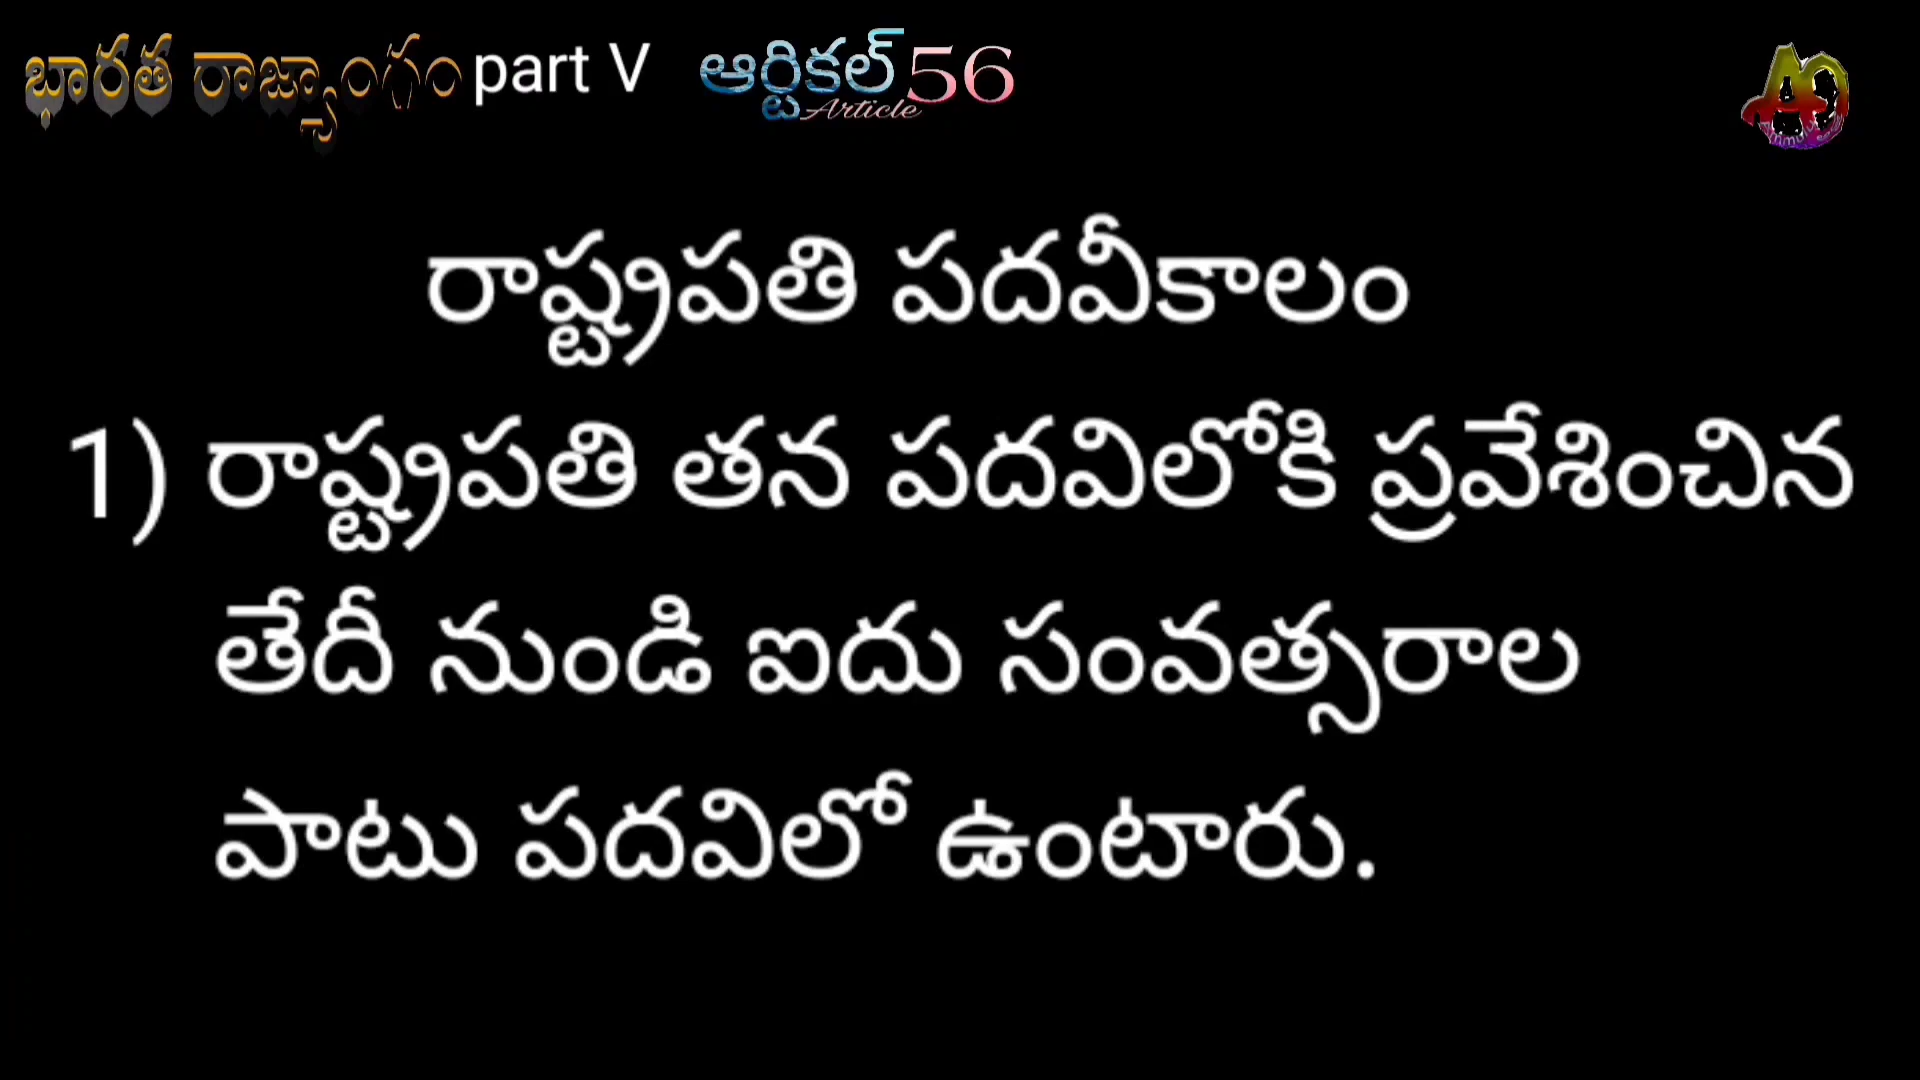 భారత రాజ్యాంగం part V ఆర్టికల్ 56
Article
రాష్ట్రపతి పదవీకాలం
1) రాష్ట్రపతి తన పదవిలోకి ప్రవేశించిన
తేదీ నుండి ఐదు సంవత్సరాల
పాటు పదవిలో ఉంటారు.